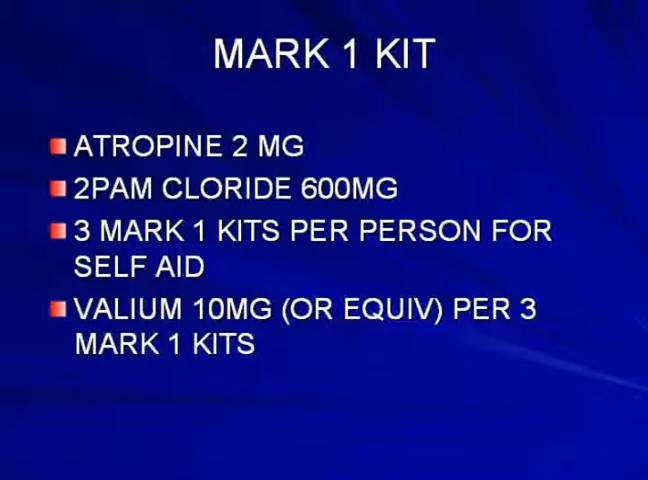 MARK 1 KIT
ATROPINE 2 MG
2PAM CLORIDE 600MG
3 MARK 1 KITS PER PERSON FOR
SELF AID
VALIUM 10MG (OR EQUIV) PER 3
MARK 1 KITS